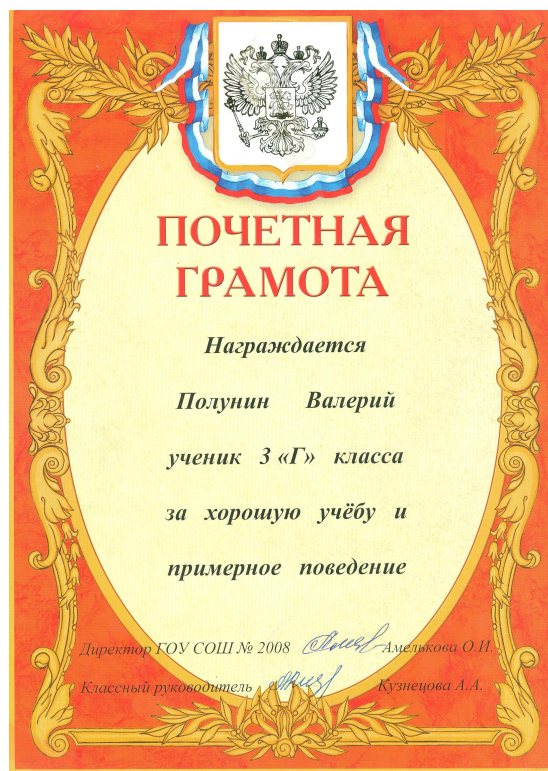 ПОЧЕТНАЯ
ГРАМОТА
Награждается
Полунин Валерий
ученик 3 «Г» класса
за хорошую учёбу и
примерное поведение
Директор ГОУ СОШ № 2008 Амелькова О.И.
Классный руководитель Кузнецова А.А.